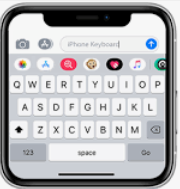 iPhone Keyboard
Q W E R T Y U I O P
A S D F G H J K L
Z X C V B N M
123 space Go